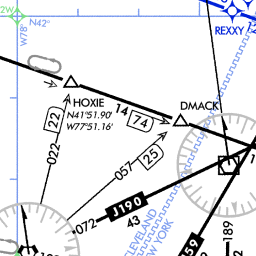 2W
W78°
N42°
REXXY
HOXIE
N41°51.90'
W77°51.16'
14
74
DMACK
22
022
057
25
072
J190
43
CLEVELAND
NEW YORK
189
59